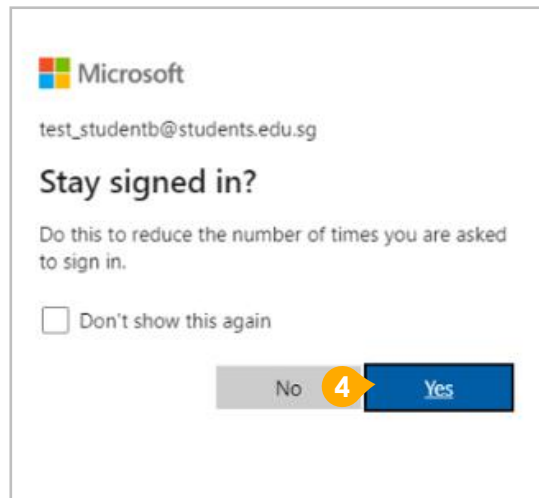 Microsoft
test_studentb@students.edu.sg
Stay signed in?
Do this to reduce the number of times you are asked
to sign in.
Don't show this again
No 4 Yes